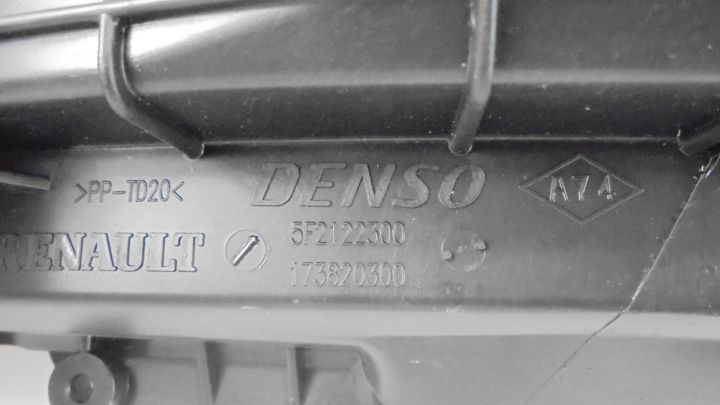 >PP-TD20<
DENSO
A74
RENAULT
5F2122300
173820300